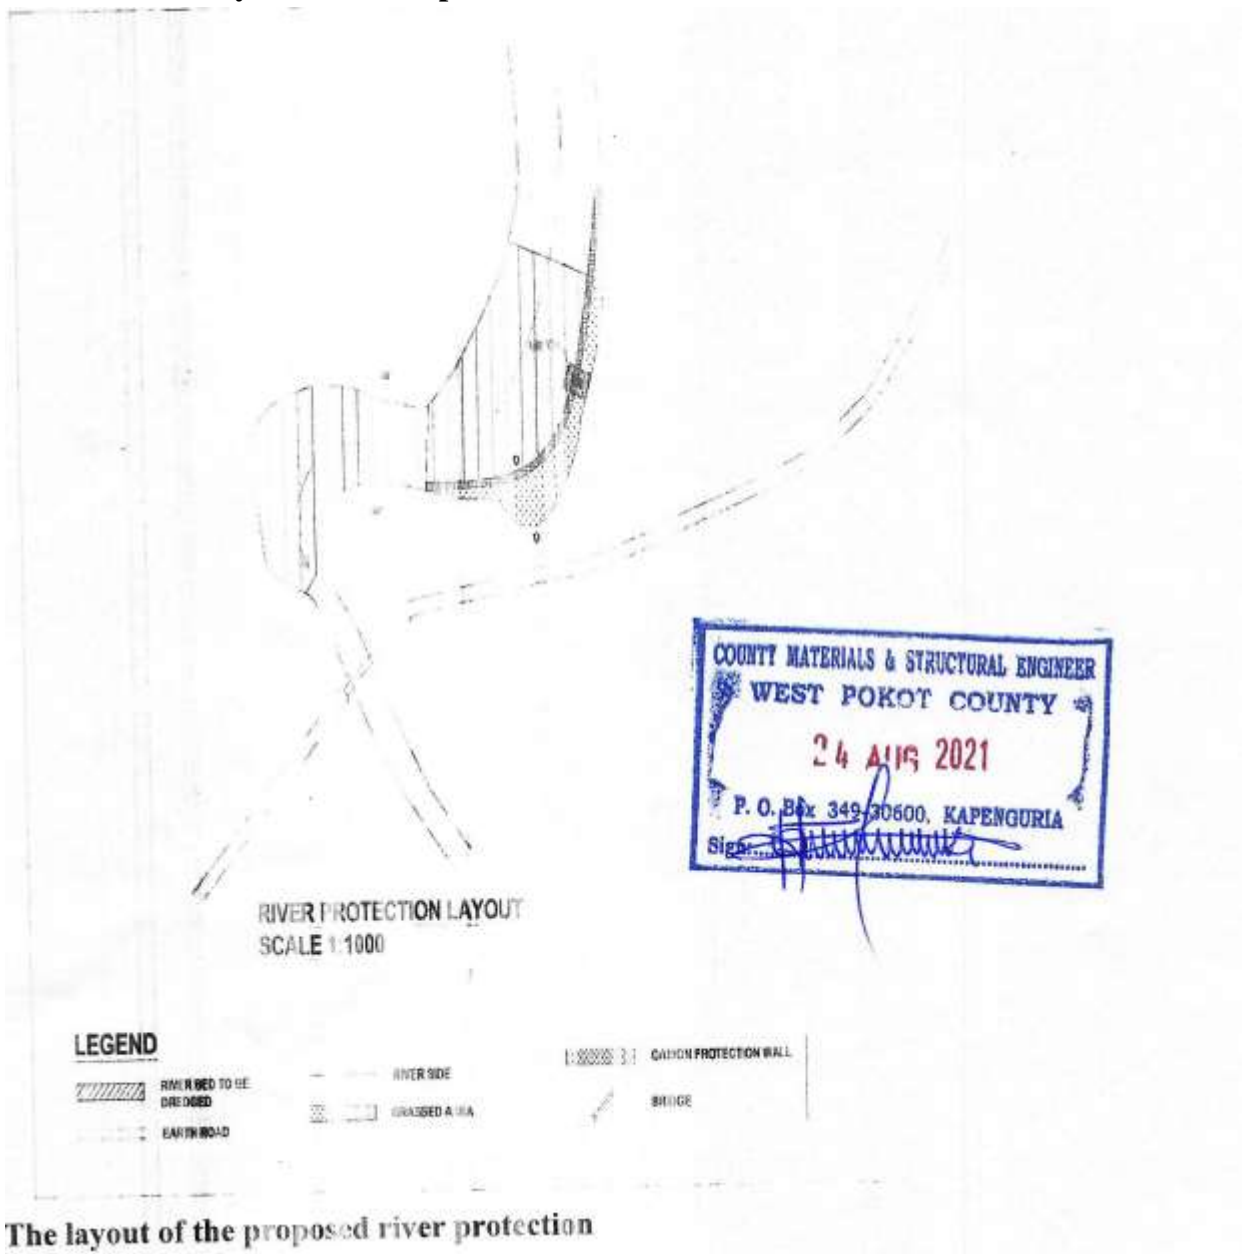 COUNTY MATERIALS & STRUCTURAL ENGINEER
WEST POKOT COUNTY
24 AUG 2021
P. O. Box 349-30600, KAPENGURIA
Sign:
RIVER PROTECTION LAYOUT
SCALE 1:1000
LEGEND
RIVER BED TO BE
DREDGED
EARTH ROAD
RIVER SIDE
GRASSED AREA
GABION PROTECTION WALL
BRIDGE
The layout of the proposed river protection